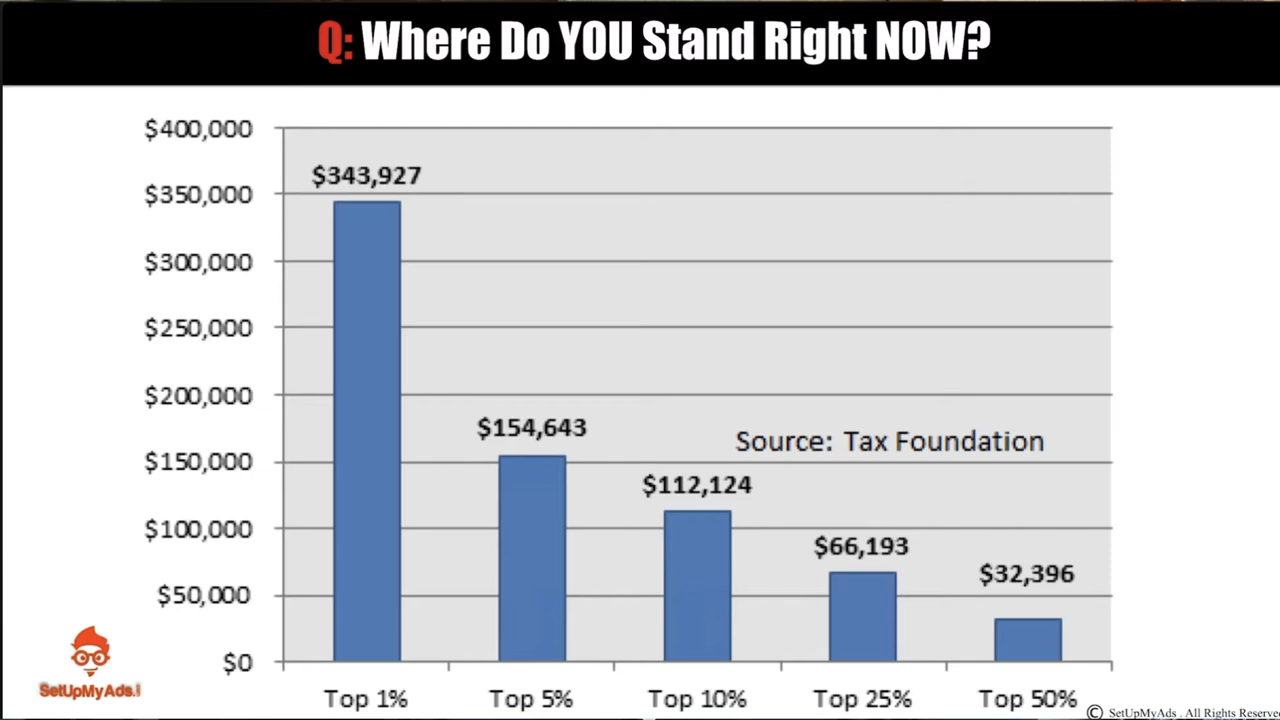 Q: Where Do YOU Stand Right NOW?
$400,000
$350,000
$300,000
$250,000
$200,000
$150,000
$100,000
$50,000
$0
$343,927
$154,643
$112,124
$66,193
$32,396
Source: Tax Foundation
Top 1%
Top 5%
Top 10%
Top 25%
Top 50%
SetUpMyAds.
© SetUpMyAds . All Rights Reserve